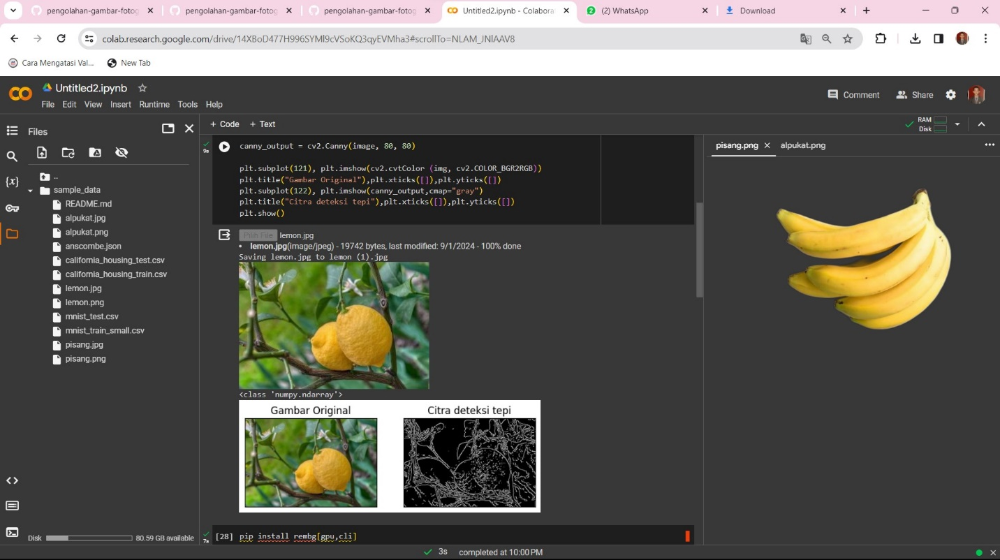 pengolahan-gambar-fotog
pengolahan-gambar-fotog
pengolahan-gambar-fotog
Untitled2.ipynb - Colabora
(2) WhatsApp
Download
colab.research.google.com/drive/14XBoD477H996SYMl9cVSoKQ3qyEVMha3#scrollTo=NLAM_JNlAAV8
Cara Mengatasi Val...
New Tab
CO
Untitled2.ipynb
File Edit View Insert Runtime Tools Help
Comment
Share
Files
+ Code + Text
RAM
Disk
..
sample_data
README.md
alpukat.jpg
alpukat.png
anscombe.json
california_housing_test.csv
california_housing_train.csv
lemon.jpg
lemon.png
mnist_test.csv
mnist_train_small.csv
pisang.jpg
pisang.png
Disk
80.59 GB available
{x}
9s
canny_output = cv2.Canny(image, 80, 80)
plt.subplot(121), plt.imshow(cv2.cvtColor (img, cv2.COLOR_BGR2RGB))
plt.title("Gambar Original"),plt.xticks([]),plt.yticks([])
plt.subplot(122), plt.imshow(canny_output,cmap="gray")
plt.title("Citra deteksi tepi"),plt.xticks([]),plt.yticks([])
plt.show()
Pilih File lemon.jpg
• lemon.jpg(image/jpeg) - 19742 bytes, last modified: 9/1/2024 - 100% done
Saving lemon.jpg to lemon (1).jpg
<class 'numpy.ndarray'>
Gambar Original
Citra deteksi tepi
7s
[28] pip install rembg[gpu,cli]
pisang.png
alpukat.png
3s completed at 10:00 PM